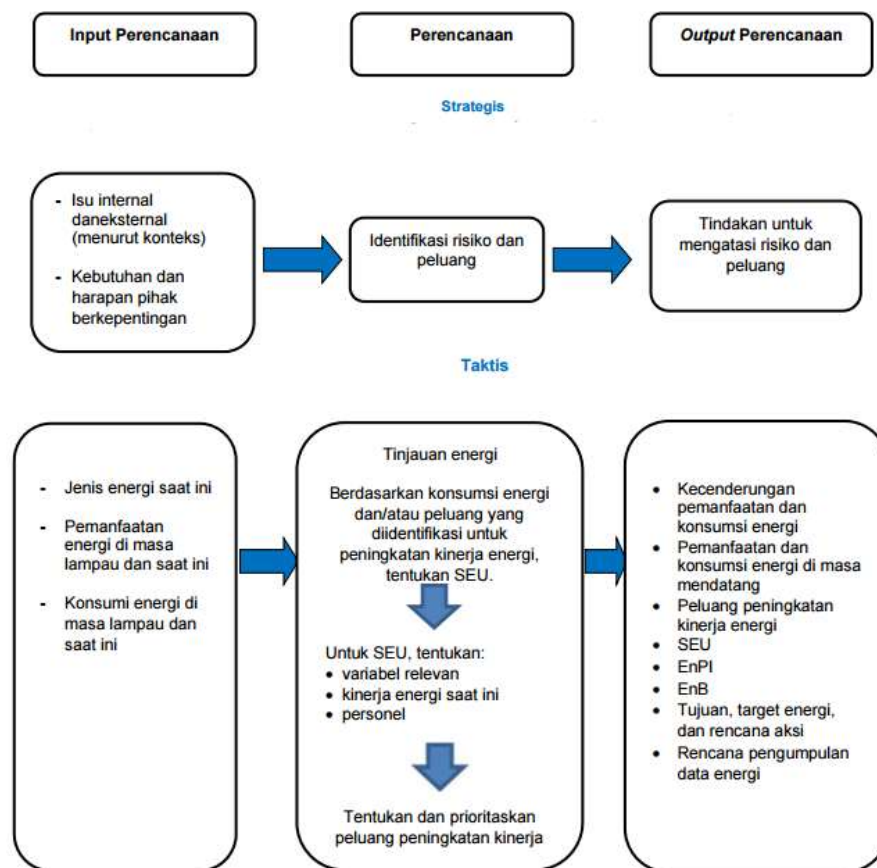 Input Perencanaan
Perencanaan
Output Perencanaan
Strategis
- Isu internal
daneksternal
(menurut konteks)
- Kebutuhan dan
harapan pihak
berkepentingan
Identifikasi risiko dan
peluang
Tindakan untuk
mengatasi risiko dan
peluang
Taktis
- Jenis energi saat ini
- Pemanfaatan
energi di masa
lampau dan saat ini
- Konsumi energi di
masa lampau dan
saat ini
Tinjauan energi
Berdasarkan konsumsi energi
dan/atau peluang yang
diidentifikasi untuk
peningkatan kinerja energi,
tentukan SEU.
Untuk SEU, tentukan:
• variabel relevan
• kinerja energi saat ini
• personel
Tentukan dan prioritaskan
peluang peningkatan kinerja
• Kecenderungan
pemanfaatan dan
konsumsi energi
• Pemanfaatan dan
konsumsi energi di masa
mendatang
• Peluang peningkatan
kinerja energi
• SEU
• EnPI
• EnB
• Tujuan, target energi,
dan rencana aksi
• Rencana pengumpulan
data energi